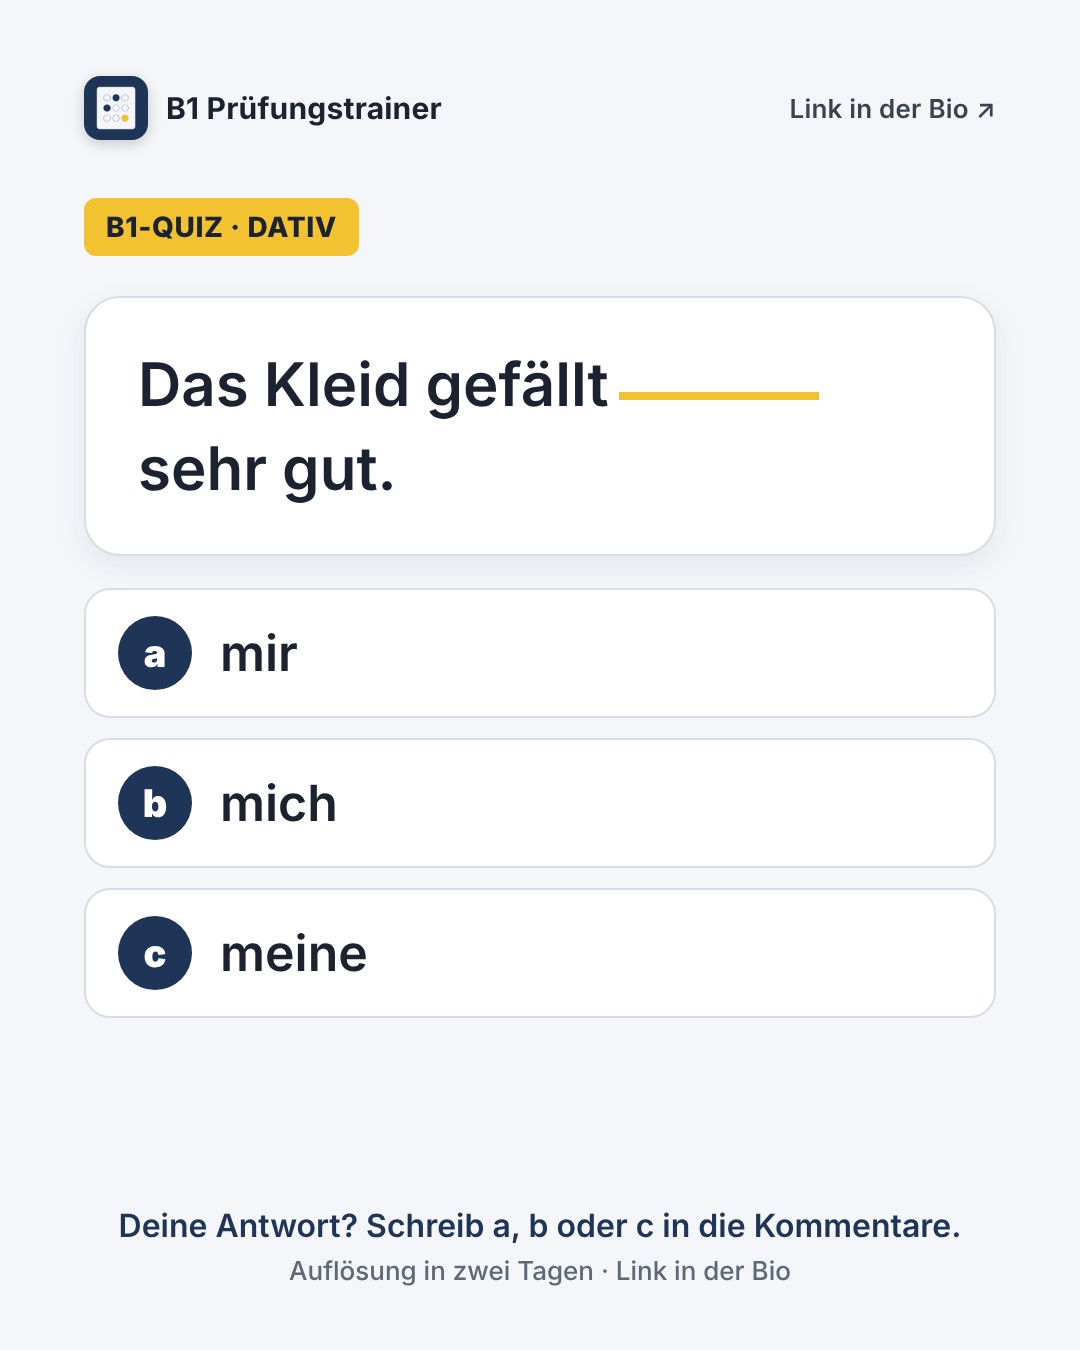 B1 Prüfungstrainer
Link in der Bio ↗
B1-QUIZ · DATIV
Das Kleid gefällt ______
sehr gut.
a mir
b mich
c meine
Deine Antwort? Schreib a, b oder c in die Kommentare.
Auflösung in zwei Tagen · Link in der Bio